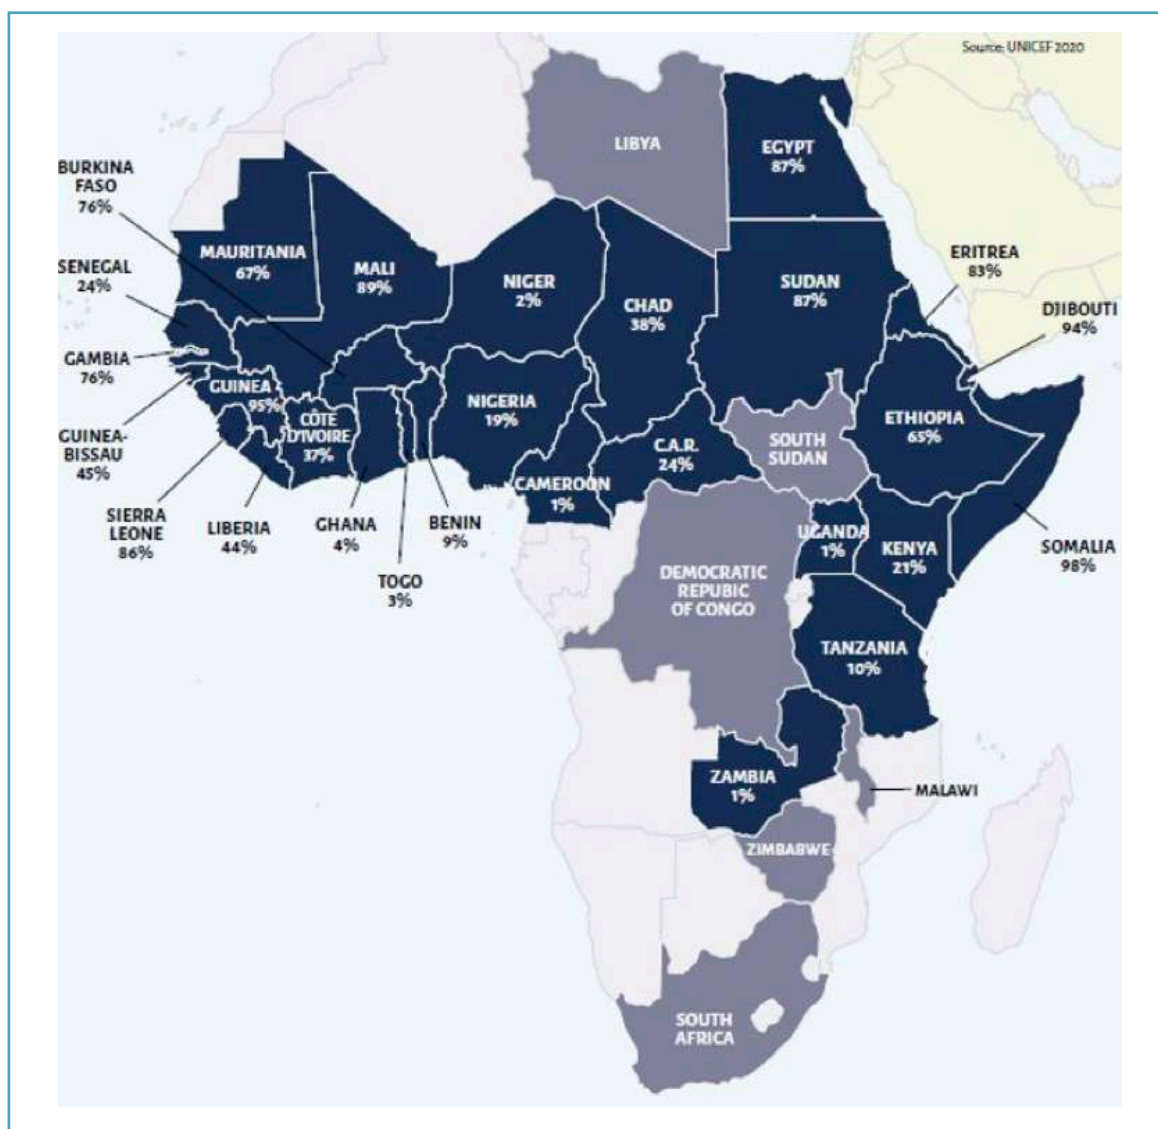 Source: UNICEF 2020
LIBYA
EGYPT
87%
BURKINA
FASO
76%
MAURITANIA
67%
MALI
89%
NIGER
2%
CHAD
38%
SUDAN
87%
ERITREA
83%
SENEGAL
24%
DJIBOUTI
94%
GAMBIA
76%
GUINEA
95%
CÔTE
D'IVOIRE
37%
NIGERIA
19%
C.A.R.
24%
SOUTH
SUDAN
ETHIOPIA
65%
GUINEA-
BISSAU
45%
CAMEROON
1%
SIERRA
LEONE
86%
LIBERIA
44%
GHANA
4%
BENIN
9%
TOGO
3%
UGANDA
1%
KENYA
21%
SOMALIA
98%
DEMOCRATIC
REPUBIC
OF CONGO
TANZANIA
10%
ZAMBIA
1%
MALAWI
ZIMBABWE
SOUTH
AFRICA